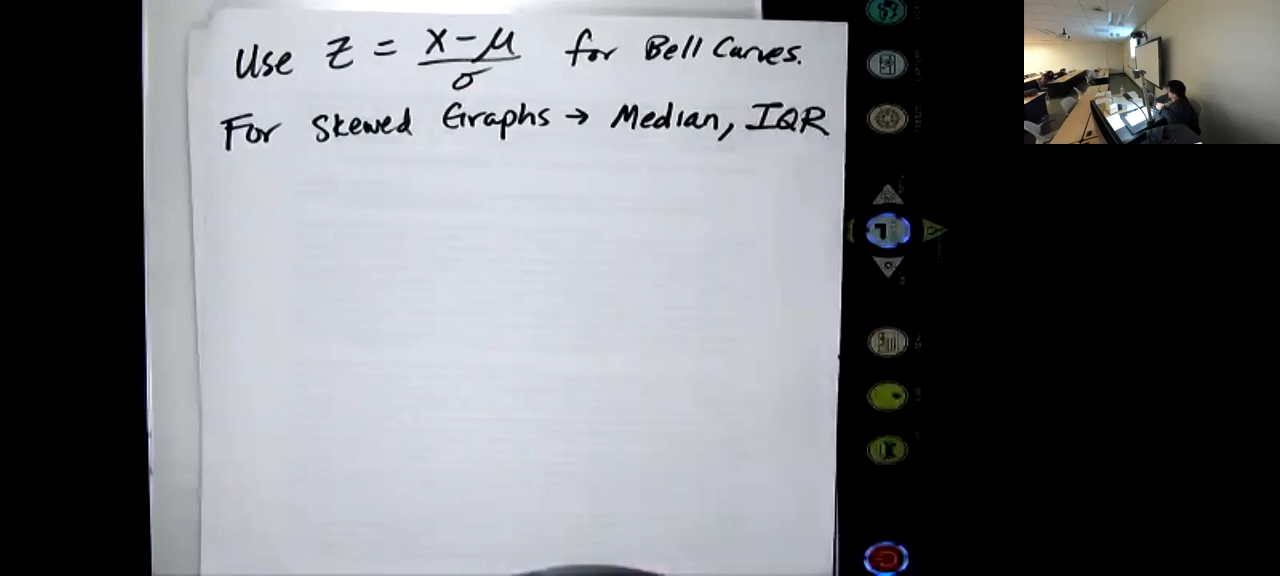 Use z = x-μ/σ for Bell Curves.
For Skewed Graphs → Median, IQR